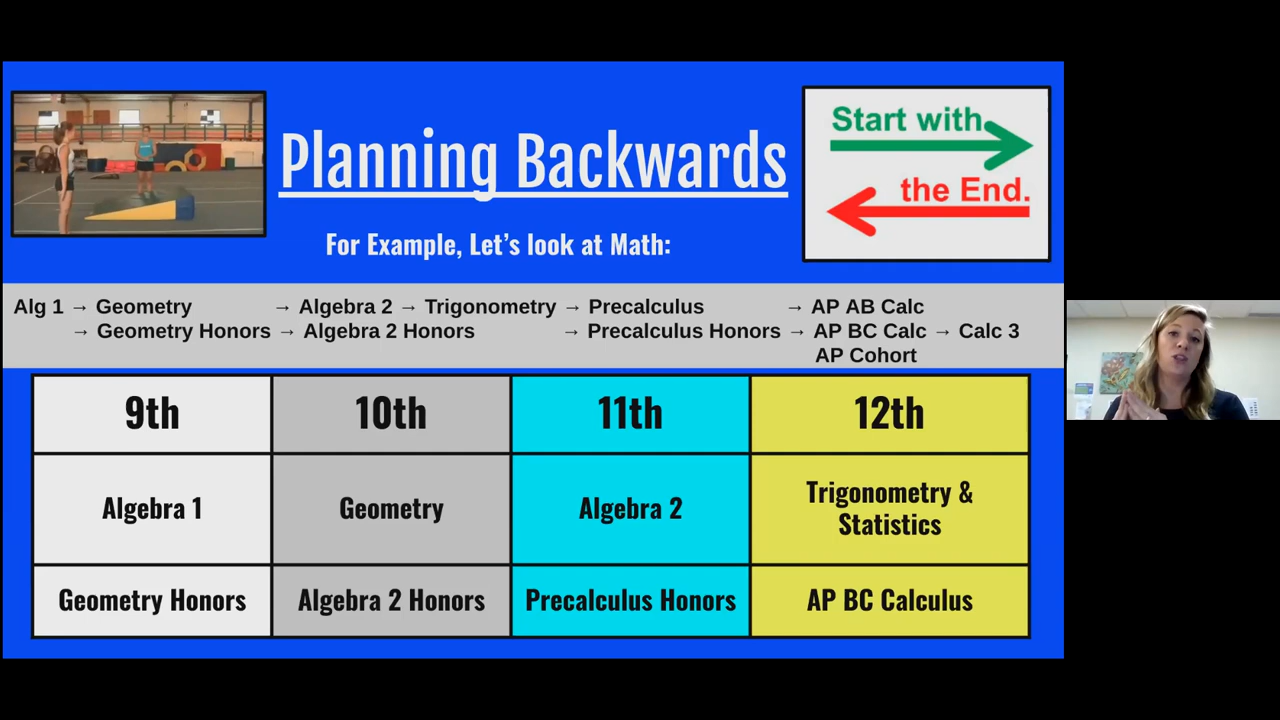 Planning Backwards
Start with
the End.
For Example, Let's look at Math:
Alg 1 → Geometry → Algebra 2 → Trigonometry → Precalculus → AP AB Calc
→ Geometry Honors → Algebra 2 Honors → Precalculus Honors → AP BC Calc → Calc 3
AP Cohort
9th 10th 11th 12th
Algebra 1 Geometry Algebra 2 Trigonometry &
Statistics
Geometry Honors Algebra 2 Honors Precalculus Honors AP BC Calculus